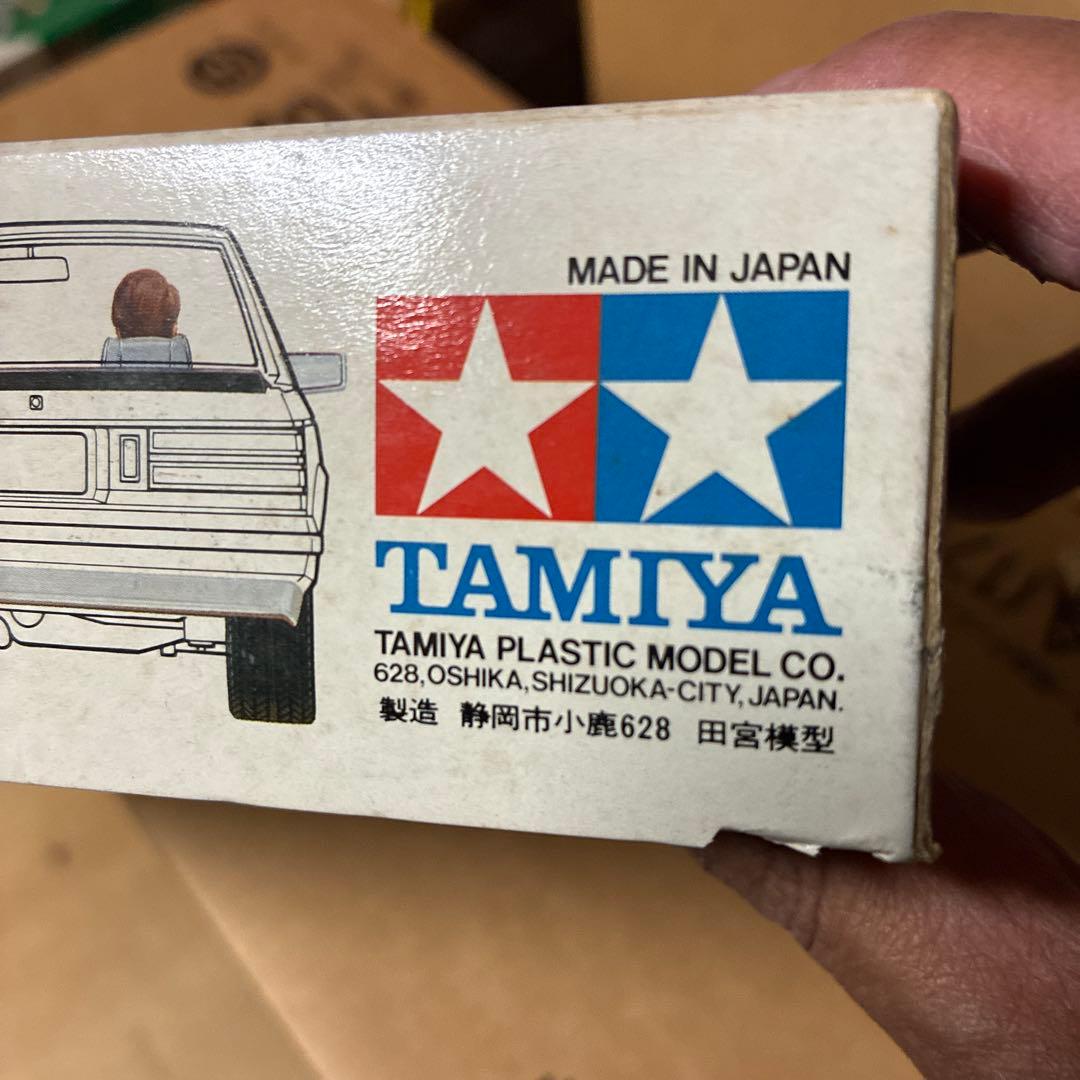 MADE IN JAPAN
TAMIYA
TAMIYA PLASTIC MODEL CO.
628, OSHIKA, SHIZUOKA-CITY, JAPAN.
製造 静岡市小鹿628 田宮模型